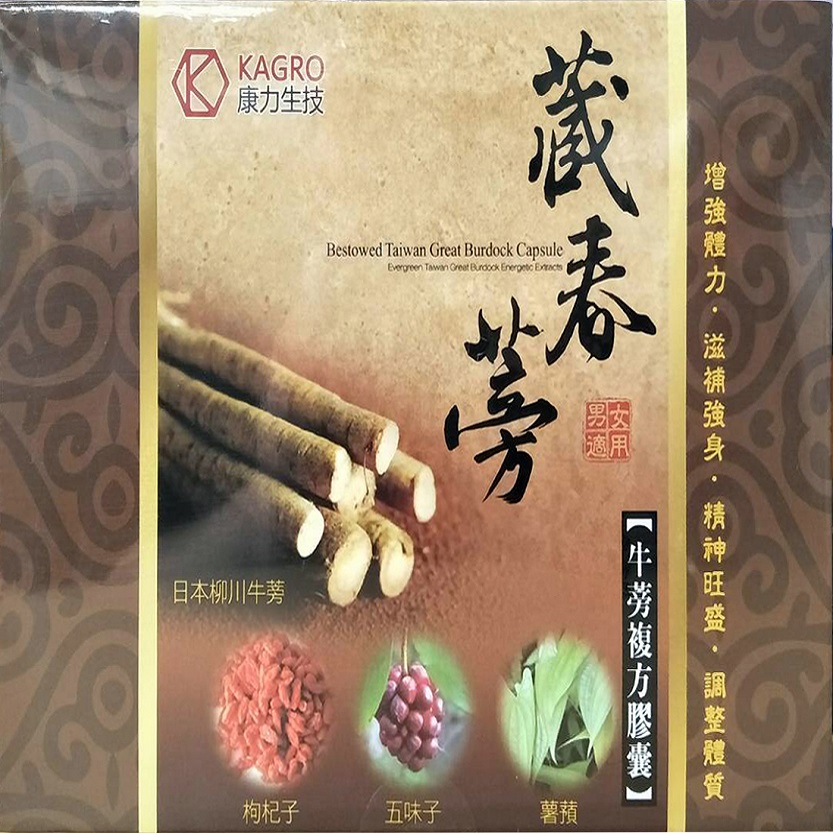 KAGRO
康力生技
藏春蒡
Bestowed Taiwan Great Burdock Capsule
Evergreen Taiwan Great Burdock Energetic Extracts
男女適用
【牛蒡複方膠囊】
增強體力・滋補強身・精神旺盛・調整體質
日本柳川牛蒡
枸杞子
五味子
薯蕷